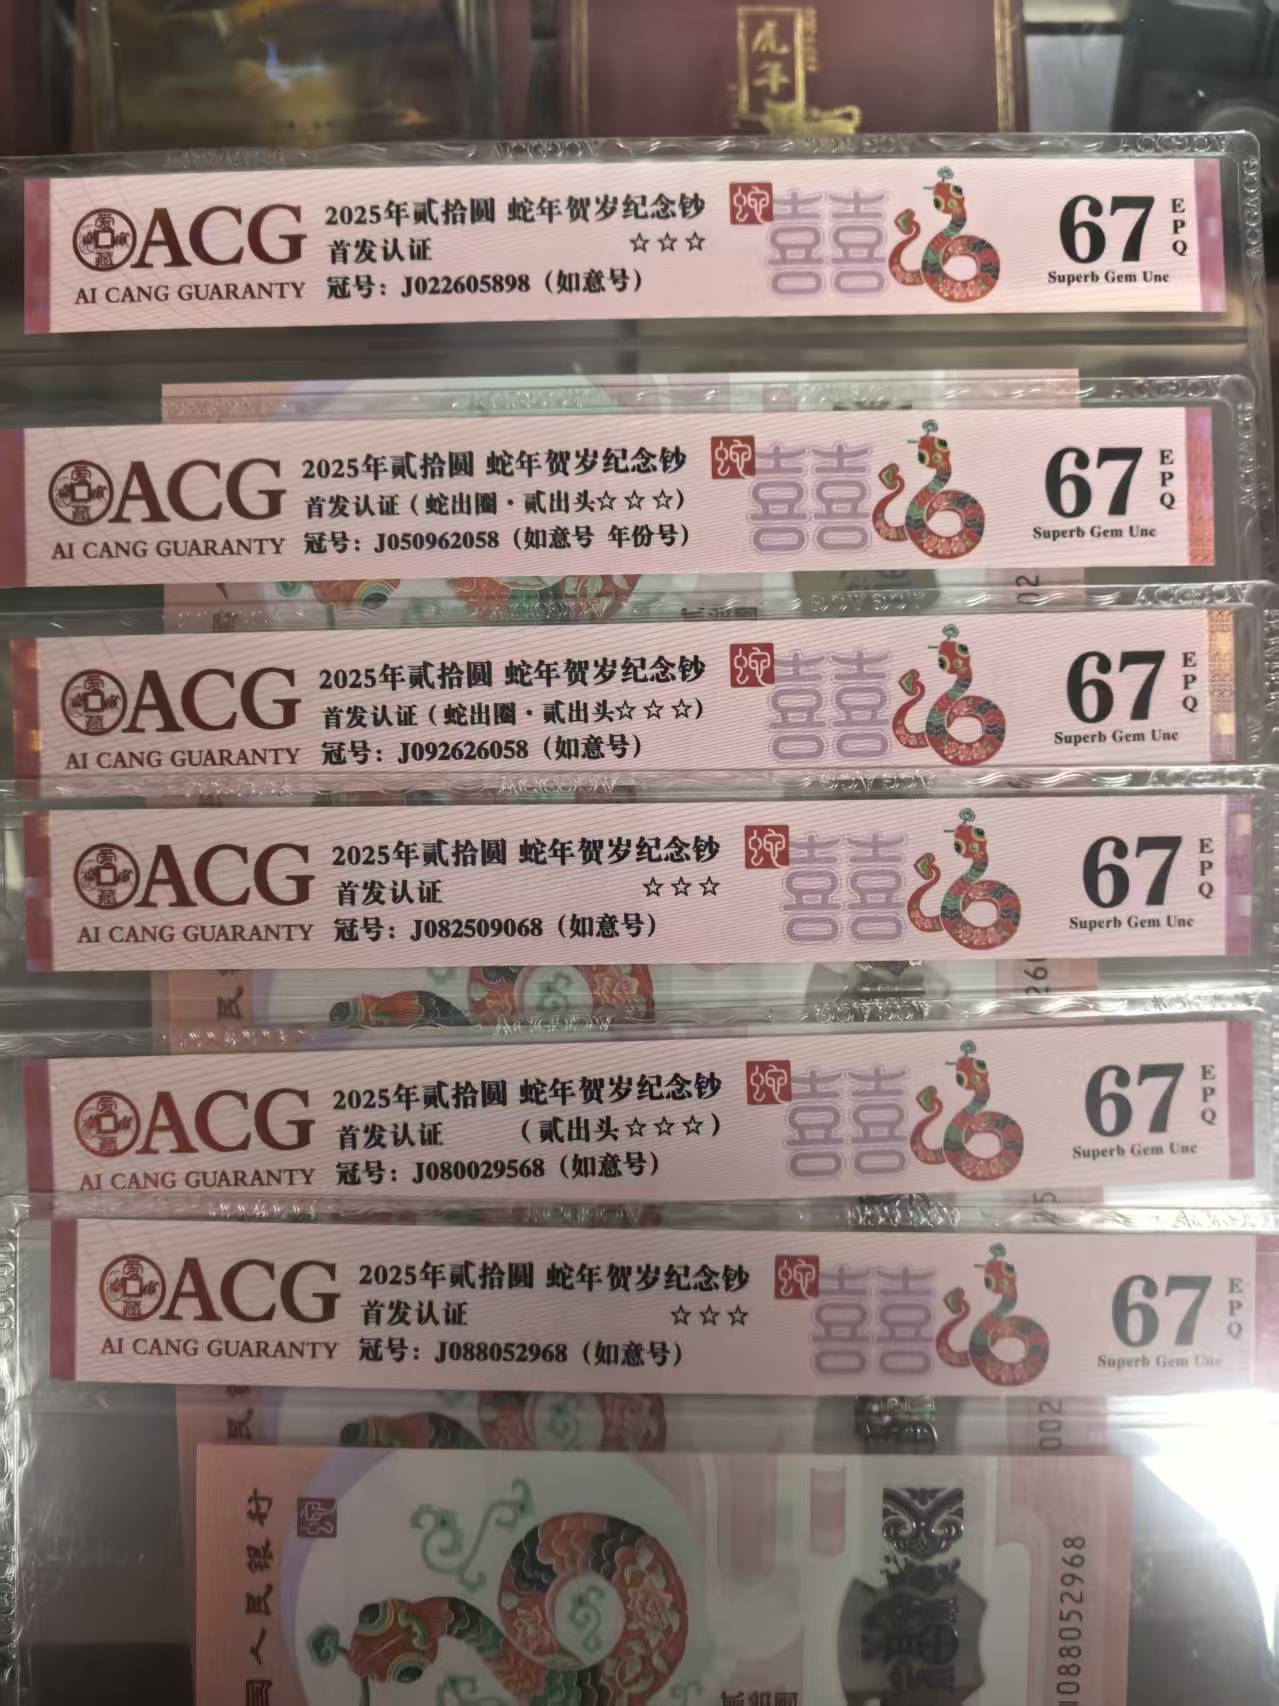 虎年
ACG
AI CANG GUARANTY
2025年贰拾圆 蛇年贺岁纪念钞
首发认证 ☆☆☆
冠号：J022605898（如意号）
67 EPQ
Superb Gem Unc
ACG
AI CANG GUARANTY
2025年贰拾圆 蛇年贺岁纪念钞
首发认证（蛇出圈·贰出头☆☆☆）
冠号：J050962058（如意号 年份号）
67 EPQ
Superb Gem Unc
ACG
AI CANG GUARANTY
2025年贰拾圆 蛇年贺岁纪念钞
首发认证（蛇出圈·贰出头☆☆☆）
冠号：J092626058（如意号）
67 EPQ
Superb Gem Unc
ACG
AI CANG GUARANTY
2025年贰拾圆 蛇年贺岁纪念钞
首发认证 ☆☆☆
冠号：J082509068（如意号）
67 EPQ
Superb Gem Unc
ACG
AI CANG GUARANTY
2025年贰拾圆 蛇年贺岁纪念钞
首发认证 （贰出头☆☆☆）
冠号：J080029568（如意号）
67 EPQ
Superb Gem Unc
ACG
AI CANG GUARANTY
2025年贰拾圆 蛇年贺岁纪念钞
首发认证 ☆☆☆
冠号：J088052968（如意号）
67 EPQ
Superb Gem Unc
国人民银行
J088052968